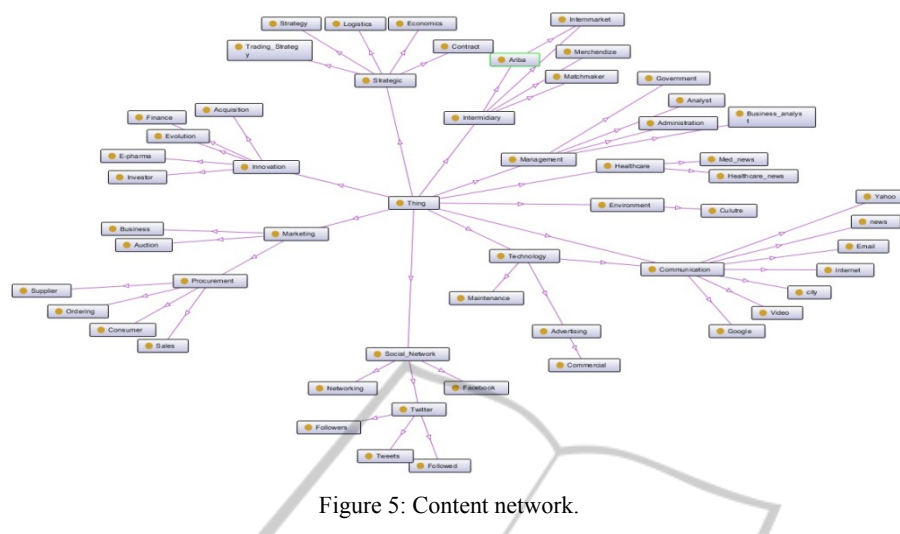 Strategy
Logistics
Economics
Internmarket
Trading_Strateg
y
Contract
Ariba
Merchendize
Strategic
Matchmaker
Government
Acquisition
Analyst
Finance
Intermidiary
Business_analys
t
Evolution
Administration
E-pharma
Innovation
Management
Healthcare
Med_news
Investor
Healthcare_news
Thing
Environment
Culutre
Yahoo
Business
Marketing
news
Auction
Technology
Email
Procurement
Communication
Internet
Supplier
Maintenance
city
Ordering
Video
Consumer
Advertising
Google
Sales
Social_Network
Commercial
Networking
Facebook
Twitter
Followers
Tweets
Followed
Figure 5: Content network.